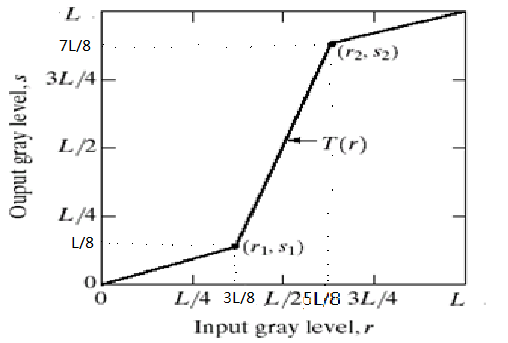 L
7L/8
(r2, s2)
3L/4
L/2
T(r)
L/4
L/8
(r1, s1)
0
0 L/4 3L/8 L/2 5L/8 3L/4 L
Input gray level, r
Ouput gray level, s